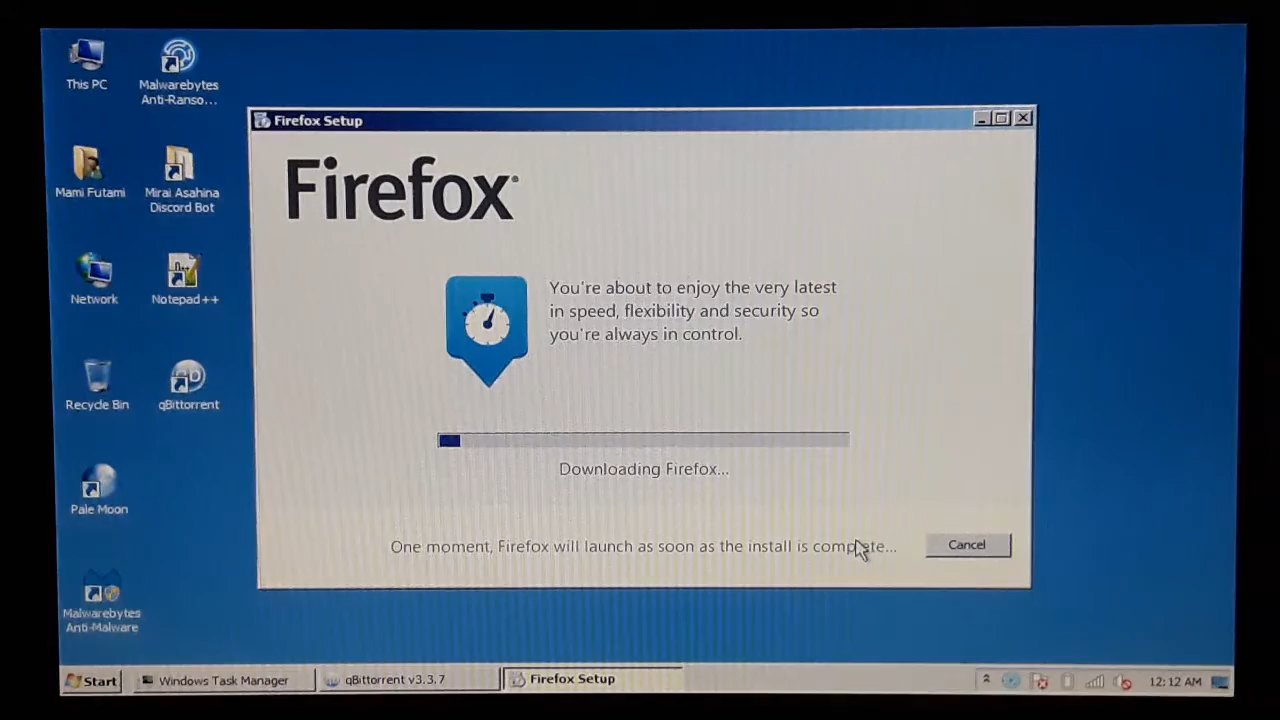 This PC
Malwarebytes
Anti-Ranso...
Mami Futami
Mirai Asahina
Discord Bot
Network
Notepad++
Recycle Bin
qBittorrent
Pale Moon
Malwarebytes
Anti-Malware
Firefox Setup
Firefox®
You're about to enjoy the very latest
in speed, flexibility and security so
you're always in control.
Downloading Firefox...
One moment, Firefox will launch as soon as the install is complete...
Cancel
Start
Windows Task Manager
qBittorrent v3.3.7
Firefox Setup
12:12 AM